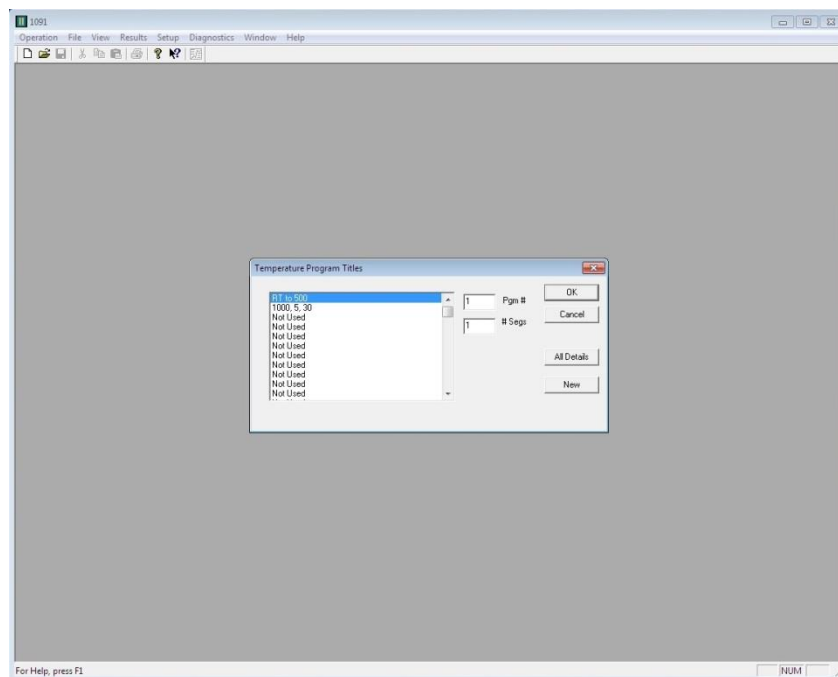 1091
Operation File View Results Setup Diagnostics Window Help
Temperature Program Titles
RT to 500
1000, 5, 30
Not Used
Not Used
Not Used
Not Used
Not Used
Not Used
Not Used
Not Used
Not Used
1 Pgm #
1 # Segs
OK
Cancel
All Details
New
For Help, press F1
NUM